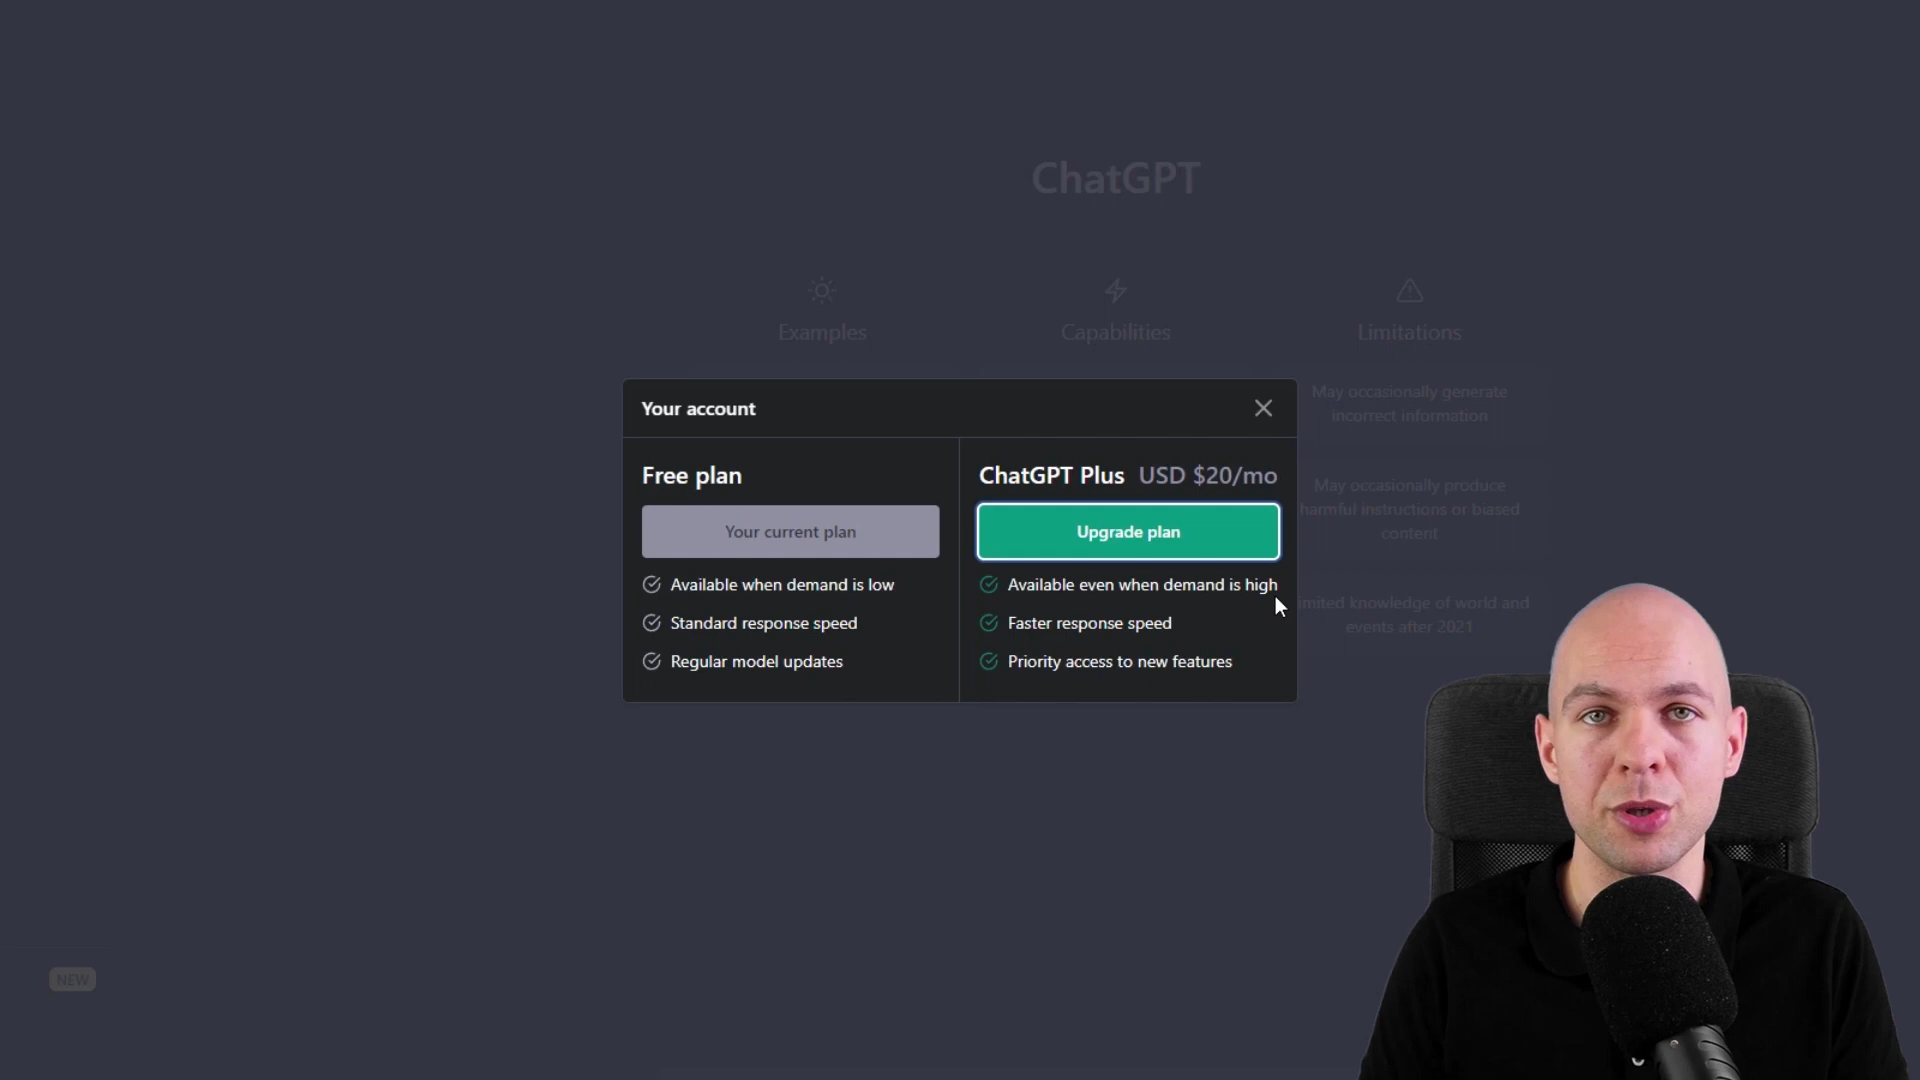 ChatGPT
Examples
Capabilities
Limitations
May occasionally generate
incorrect information
May occasionally produce
harmful instructions or biased
content
imited knowledge of world and
events after 2021
Your account
Free plan
Your current plan
Available when demand is low
Standard response speed
Regular model updates
ChatGPT Plus USD $20/mo
Upgrade plan
Available even when demand is high
Faster response speed
Priority access to new features
NEW